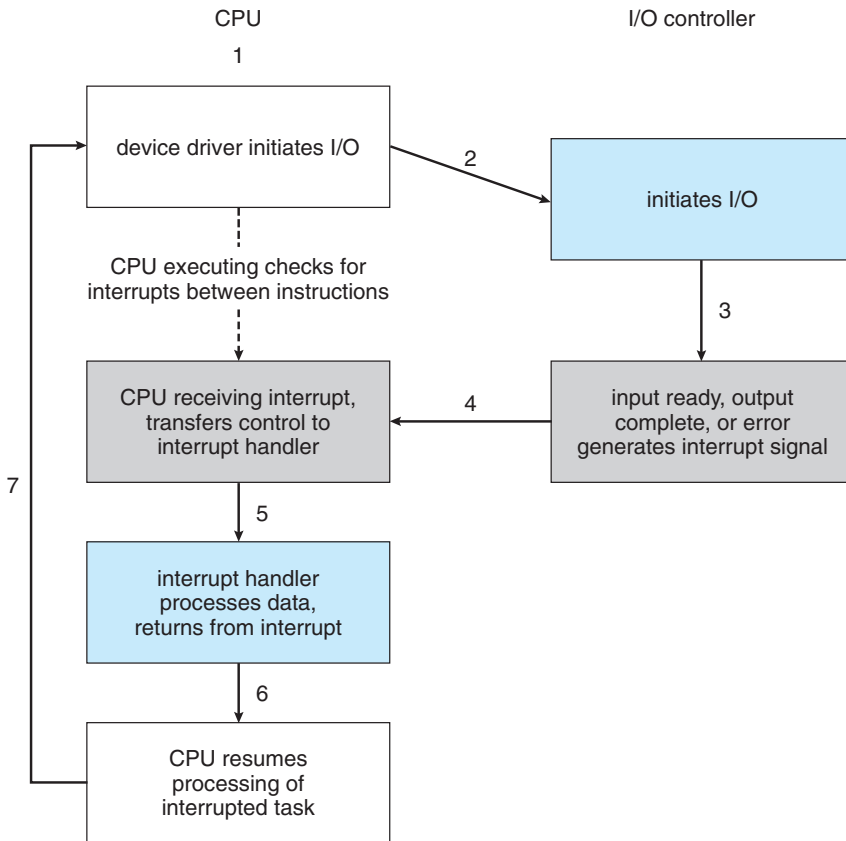 CPU
I/O controller
1
device driver initiates I/O
2
initiates I/O
CPU executing checks for
interrupts between instructions
3
CPU receiving interrupt,
transfers control to
interrupt handler
4
input ready, output
complete, or error
generates interrupt signal
7
5
interrupt handler
processes data,
returns from interrupt
6
CPU resumes
processing of
interrupted task